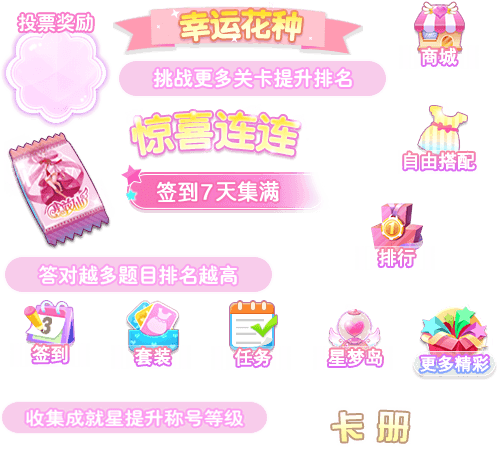 投票奖励
幸运花种
商城
挑战更多关卡提升排名
惊喜连连
自由搭配
签到7天集满
排行
答对越多题目排名越高
3
签到
套装
任务
星梦岛
更多精彩
收集成就星提升称号等级
卡册